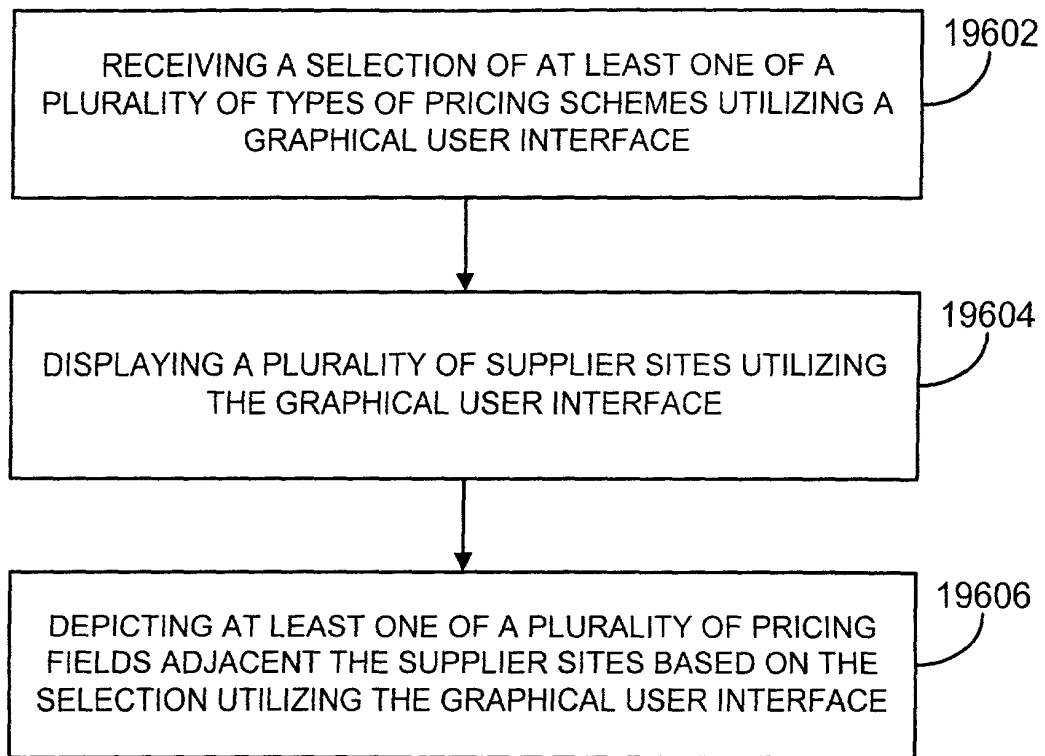 19602
RECEIVING A SELECTION OF AT LEAST ONE OF A
PLURALITY OF TYPES OF PRICING SCHEMES UTILIZING A
GRAPHICAL USER INTERFACE
19604
DISPLAYING A PLURALITY OF SUPPLIER SITES UTILIZING
THE GRAPHICAL USER INTERFACE
19606
DEPICTING AT LEAST ONE OF A PLURALITY OF PRICING
FIELDS ADJACENT THE SUPPLIER SITES BASED ON THE
SELECTION UTILIZING THE GRAPHICAL USER INTERFACE